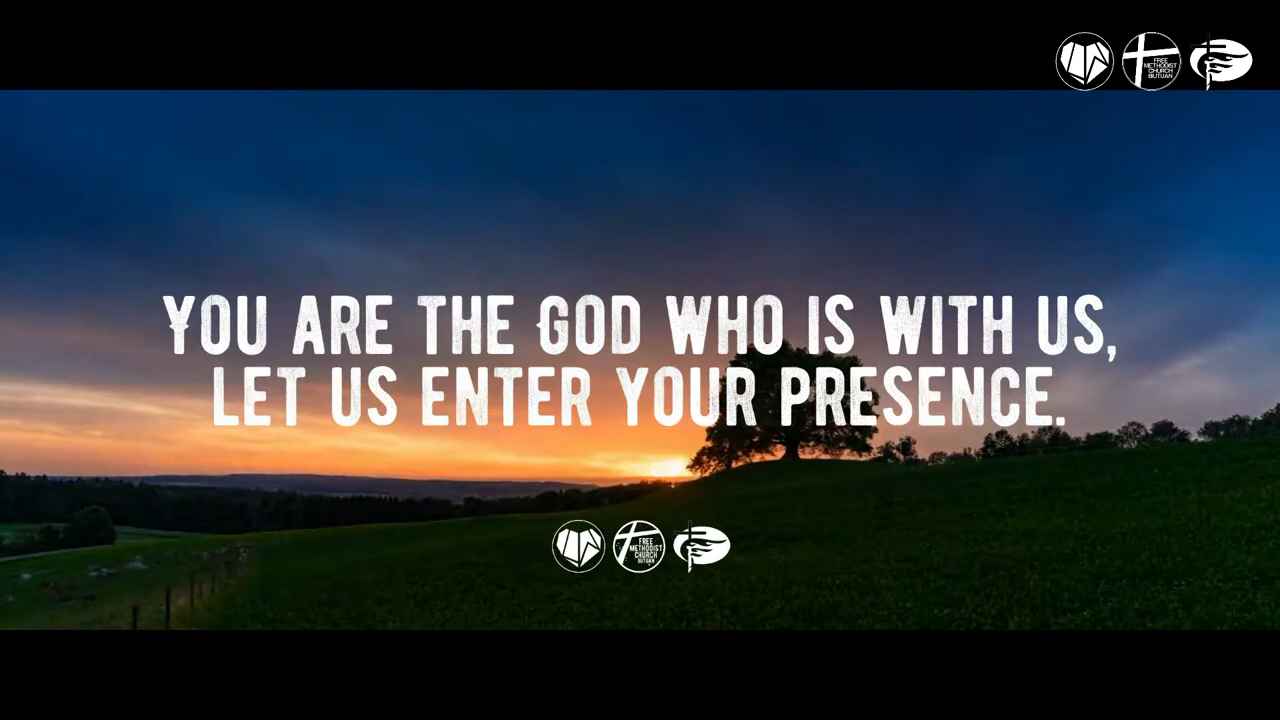 FREE
METHODIST
CHURCH
BUTUAN
YOU ARE THE GOD WHO IS WITH US,
LET US ENTER YOUR PRESENCE.
FREE
METHODIST
CHURCH
BUTUAN